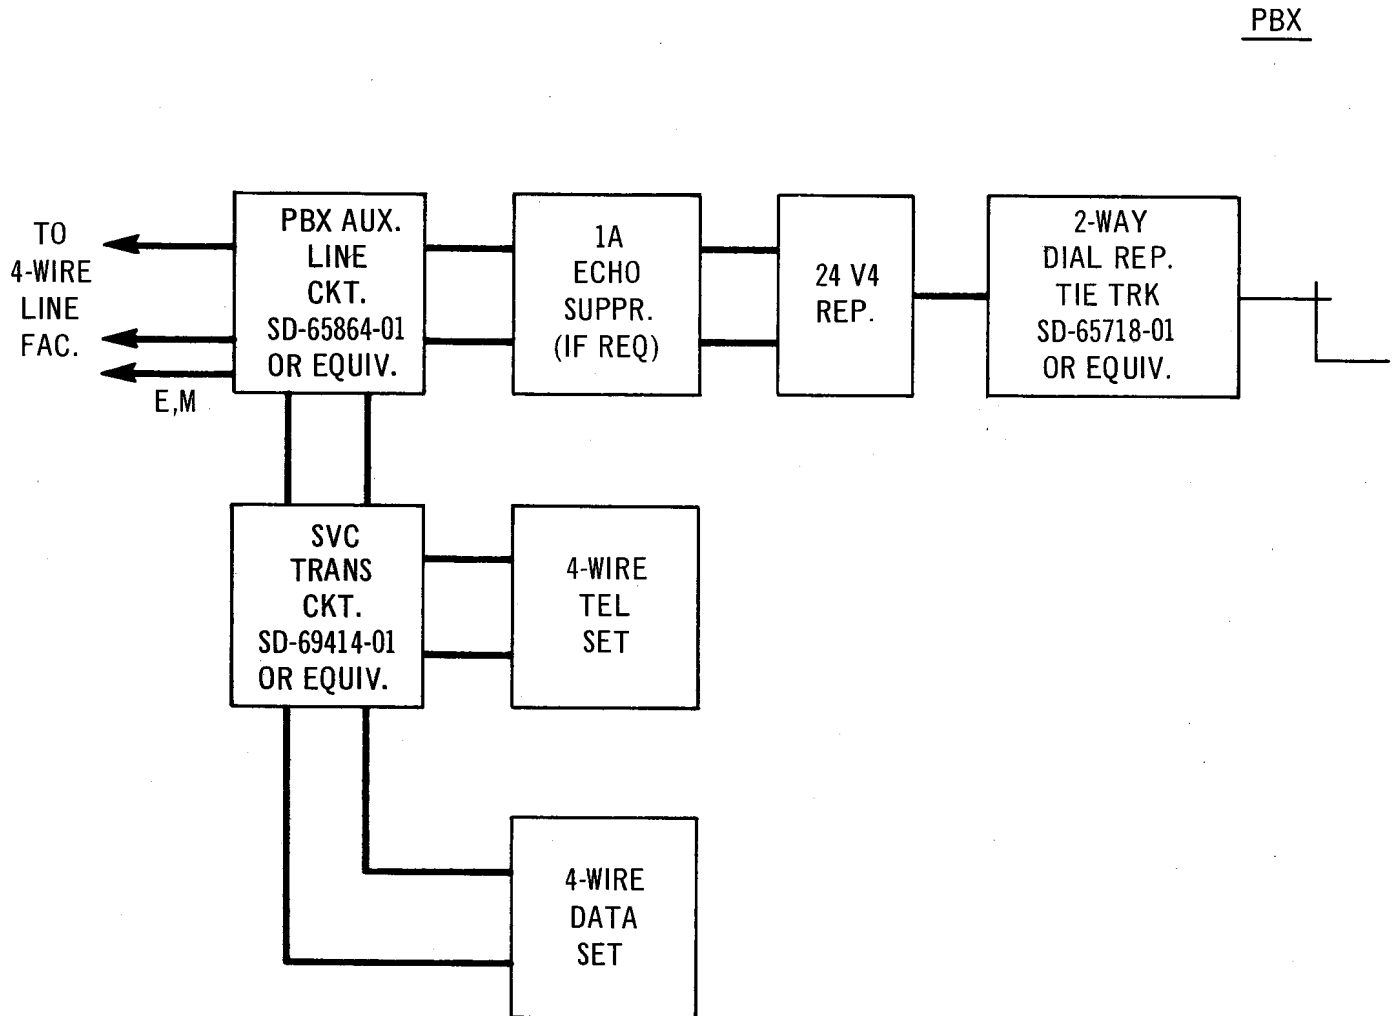 PBX
TO
4-WIRE
LINE
FAC.
E,M
PBX AUX.
LINE
CKT.
SD-65864-01
OR EQUIV.
1A
ECHO
SUPPR.
(IF REQ)
24 V4
REP.
2-WAY
DIAL REP.
TIE TRK
SD-65718-01
OR EQUIV.
SVC
TRANS
CKT.
SD-69414-01
OR EQUIV.
4-WIRE
TEL
SET
4-WIRE
DATA
SET